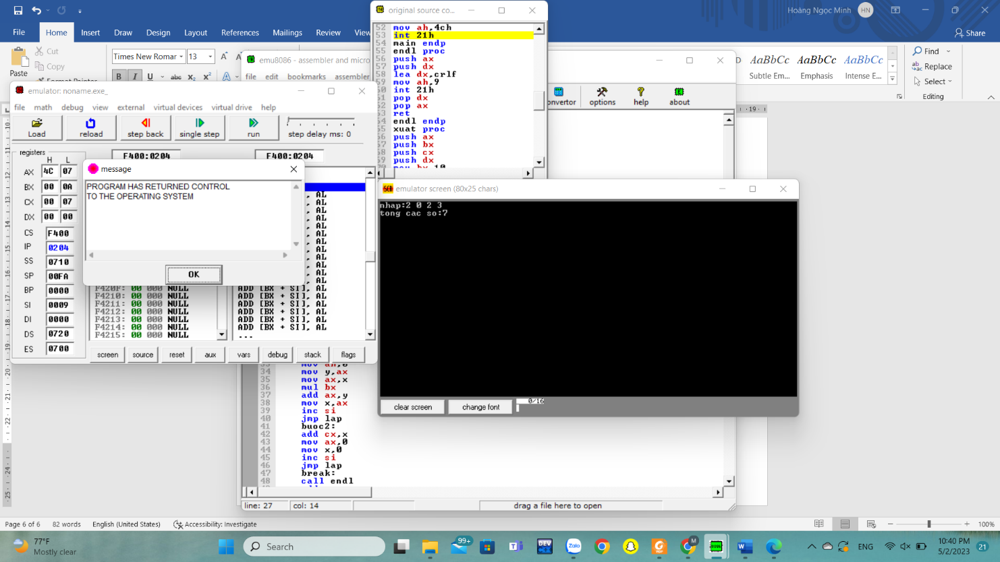 Hoàng Ngọc Minh
HN
File
Home
Insert
Draw
Design
Layout
References
Mailings
Review
View
Share
Paste
Cut
Copy
Format Painter
Times New Romar
13
B I U abc x₂ x²
AaBbCc
AaBbCc
AaBbCc
Subtle Em...
Emphasis
Intense E...
Find
Replace
Select
Editing
original source co...
52 mov ah,4ch
53 int 21h
54 main endp
55 endl proc
56 push ax
57 push dx
58 lea dx,crlf
59 mov ah,9
60 int 21h
61 pop dx
62 pop ax
63 ret
64 endl endp
65 xuat proc
66 push ax
67 push bx
68 push cx
69 push dx
mov bx,10
emu8086 - assembler and micro
file edit bookmarks assembler
convertor
options
help
about
emulator: noname.exe_
file math debug view external virtual devices virtual drive help
Load
reload
step back
single step
run
step delay ms: 0
registers
F400:0204
F400:0204
H L
AX 4C 07
BX 00 0A
CX 00 07
DX 00 00
CS F400
IP 0204
SS 0710
SP 00FA
BP 0000
SI 0009
DI 0000
DS 0720
ES 0700
message
PROGRAM HAS RETURNED CONTROL
TO THE OPERATING SYSTEM
OK
, AL
, AL
, AL
, AL
, AL
, AL
, AL
, AL
, AL
, AL
, AL
, AL
F420F: 00 000 NULL ADD [BX + SI], AL
F4210: 00 000 NULL ADD [BX + SI], AL
F4211: 00 000 NULL ADD [BX + SI], AL
F4212: 00 000 NULL ADD [BX + SI], AL
F4213: 00 000 NULL ADD [BX + SI], AL
F4214: 00 000 NULL ADD [BX + SI], AL
F4215: 00 000 NULL ...
screen
source
reset
aux
vars
debug
stack
flags
emulator screen (80x25 chars)
nhap:2 0 2 3
tong cac so:7
clear screen
change font
0/16
33 mov ah,0
34 mov y,ax
35 mov ax,x
36 mul bx
37 add ax,y
38 mov x,ax
39 inc si
40 jmp lap
41 buoc2:
42 add cx,x
43 mov ax,0
44 mov x,0
45 inc si
46 jmp lap
47 break:
48 call endl
line: 27
col: 14
drag a file here to open
Page 6 of 6
82 words
English (United States)
Accessibility: Investigate
100%
77°F
Mostly clear
Search
99+
DEV
Zalo
ENG
10:40 PM
5/2/2023
21